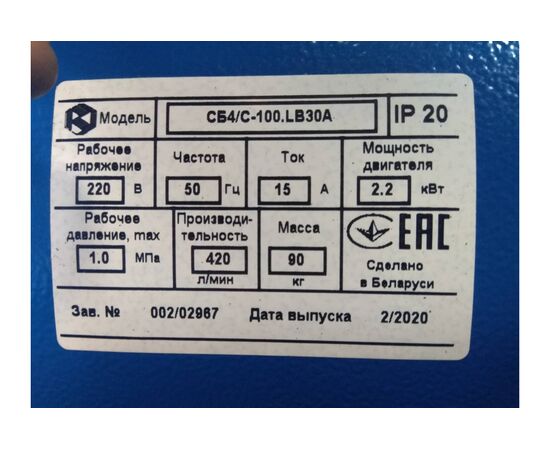 Модель СБ4/С-100.LB30А IP 20
Рабочее напряжение 220 В
Частота 50 Гц
Ток 15 А
Мощность двигателя 2.2 кВт
Рабочее давление, max 1.0 МПа
Производи-
тельность 420 л/мин
Масса 90 кг
ЕАС
Сделано
в Беларуси
Зав. № 002/02967 Дата выпуска 2/2020